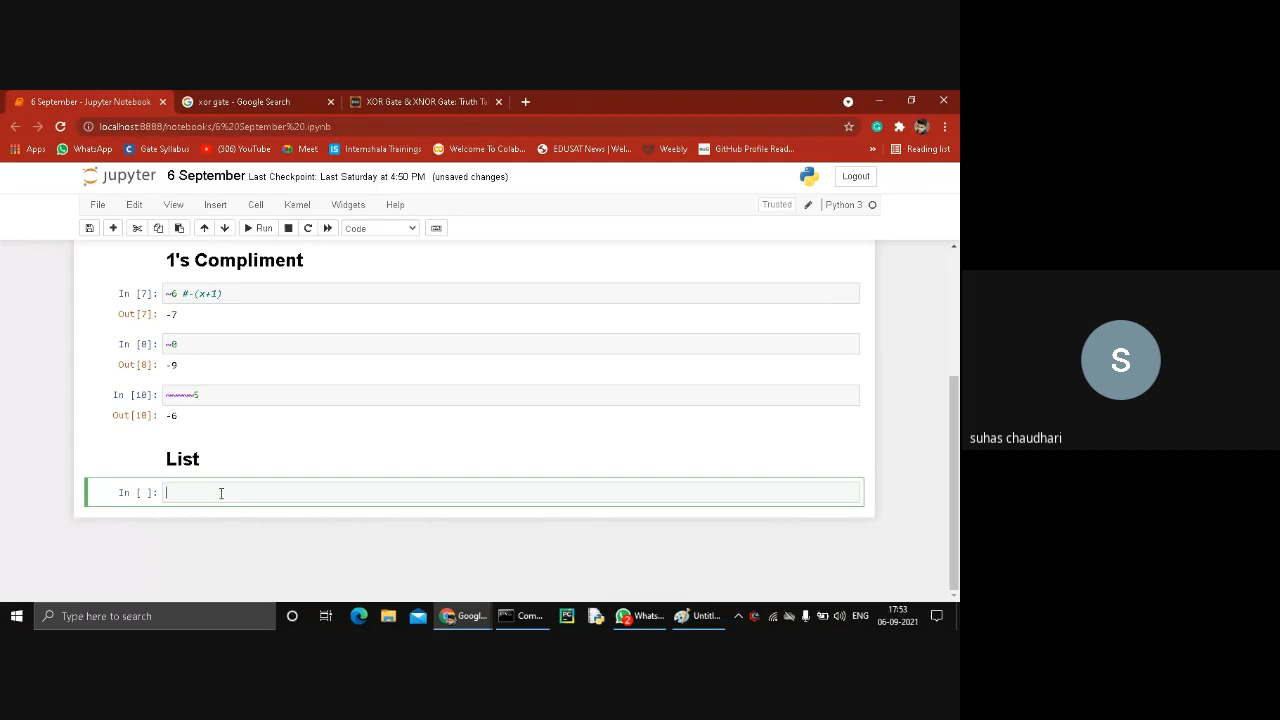 6 September - Jupyter Notebook
xor gate - Google Search
XOR Gate & XNOR Gate: Truth Ta
localhost:8888/notebooks/6%20September%20.ipynb
Apps WhatsApp Gate Syllabus (306) YouTube Meet Internshala Trainings Welcome To Colab... EDUSAT News | Wel... Weebly GitHub Profile Read... » Reading list
jupyter 6 September Last Checkpoint: Last Saturday at 4:50 PM (unsaved changes) Logout
File Edit View Insert Cell Kernel Widgets Help Trusted Python 3
Run Code
1's Compliment
In [7]: ~6 #-(x+1)
Out[7]: -7
In [8]: ~8
Out[8]: -9
In [10]: ~~~~~5
Out[10]: -6
List
In [ ]:
S
suhas chaudhari
Type here to search Googl... Com... Whats... Untitl... ENG 17:53
06-09-2021